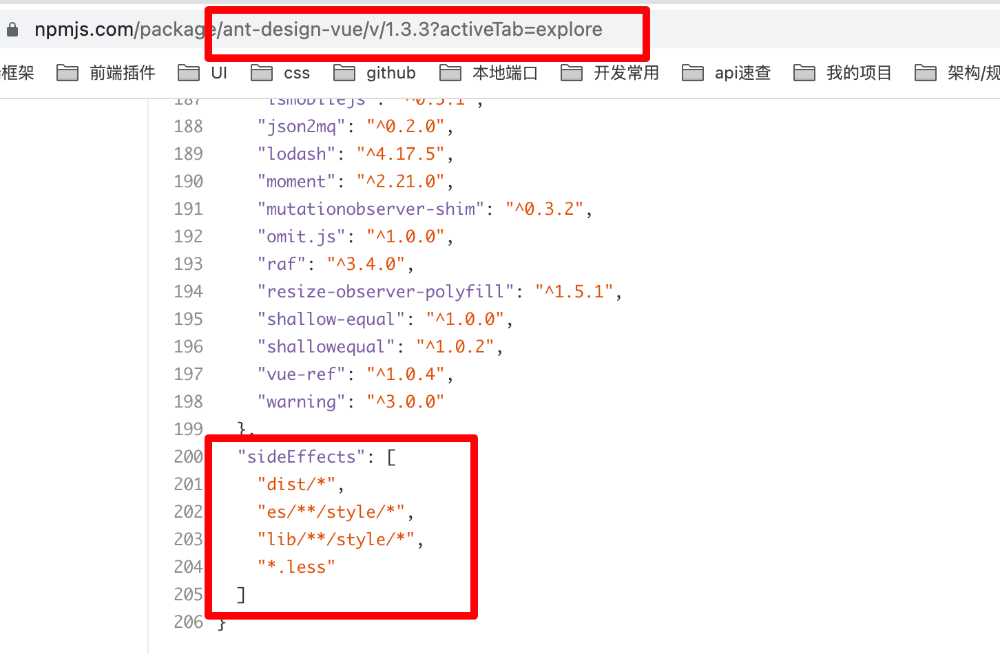 npmjs.com/package/ant-design-vue/v/1.3.3?activeTab=explore
框架 前端插件 UI css github 本地端口 开发常用 api速查 我的项目 架构/规
187 "ismobilejs": "^0.5.1",
188 "json2mq": "^0.2.0",
189 "lodash": "^4.17.5",
190 "moment": "^2.21.0",
191 "mutationobserver-shim": "^0.3.2",
192 "omit.js": "^1.0.0",
193 "raf": "^3.4.0",
194 "resize-observer-polyfill": "^1.5.1",
195 "shallow-equal": "^1.0.0",
196 "shallowequal": "^1.0.2",
197 "vue-ref": "^1.0.4",
198 "warning": "^3.0.0"
199 },
200 "sideEffects": [
201 "dist/*",
202 "es/**/style/*",
203 "lib/**/style/*",
204 "*.less"
205 ]
206 }